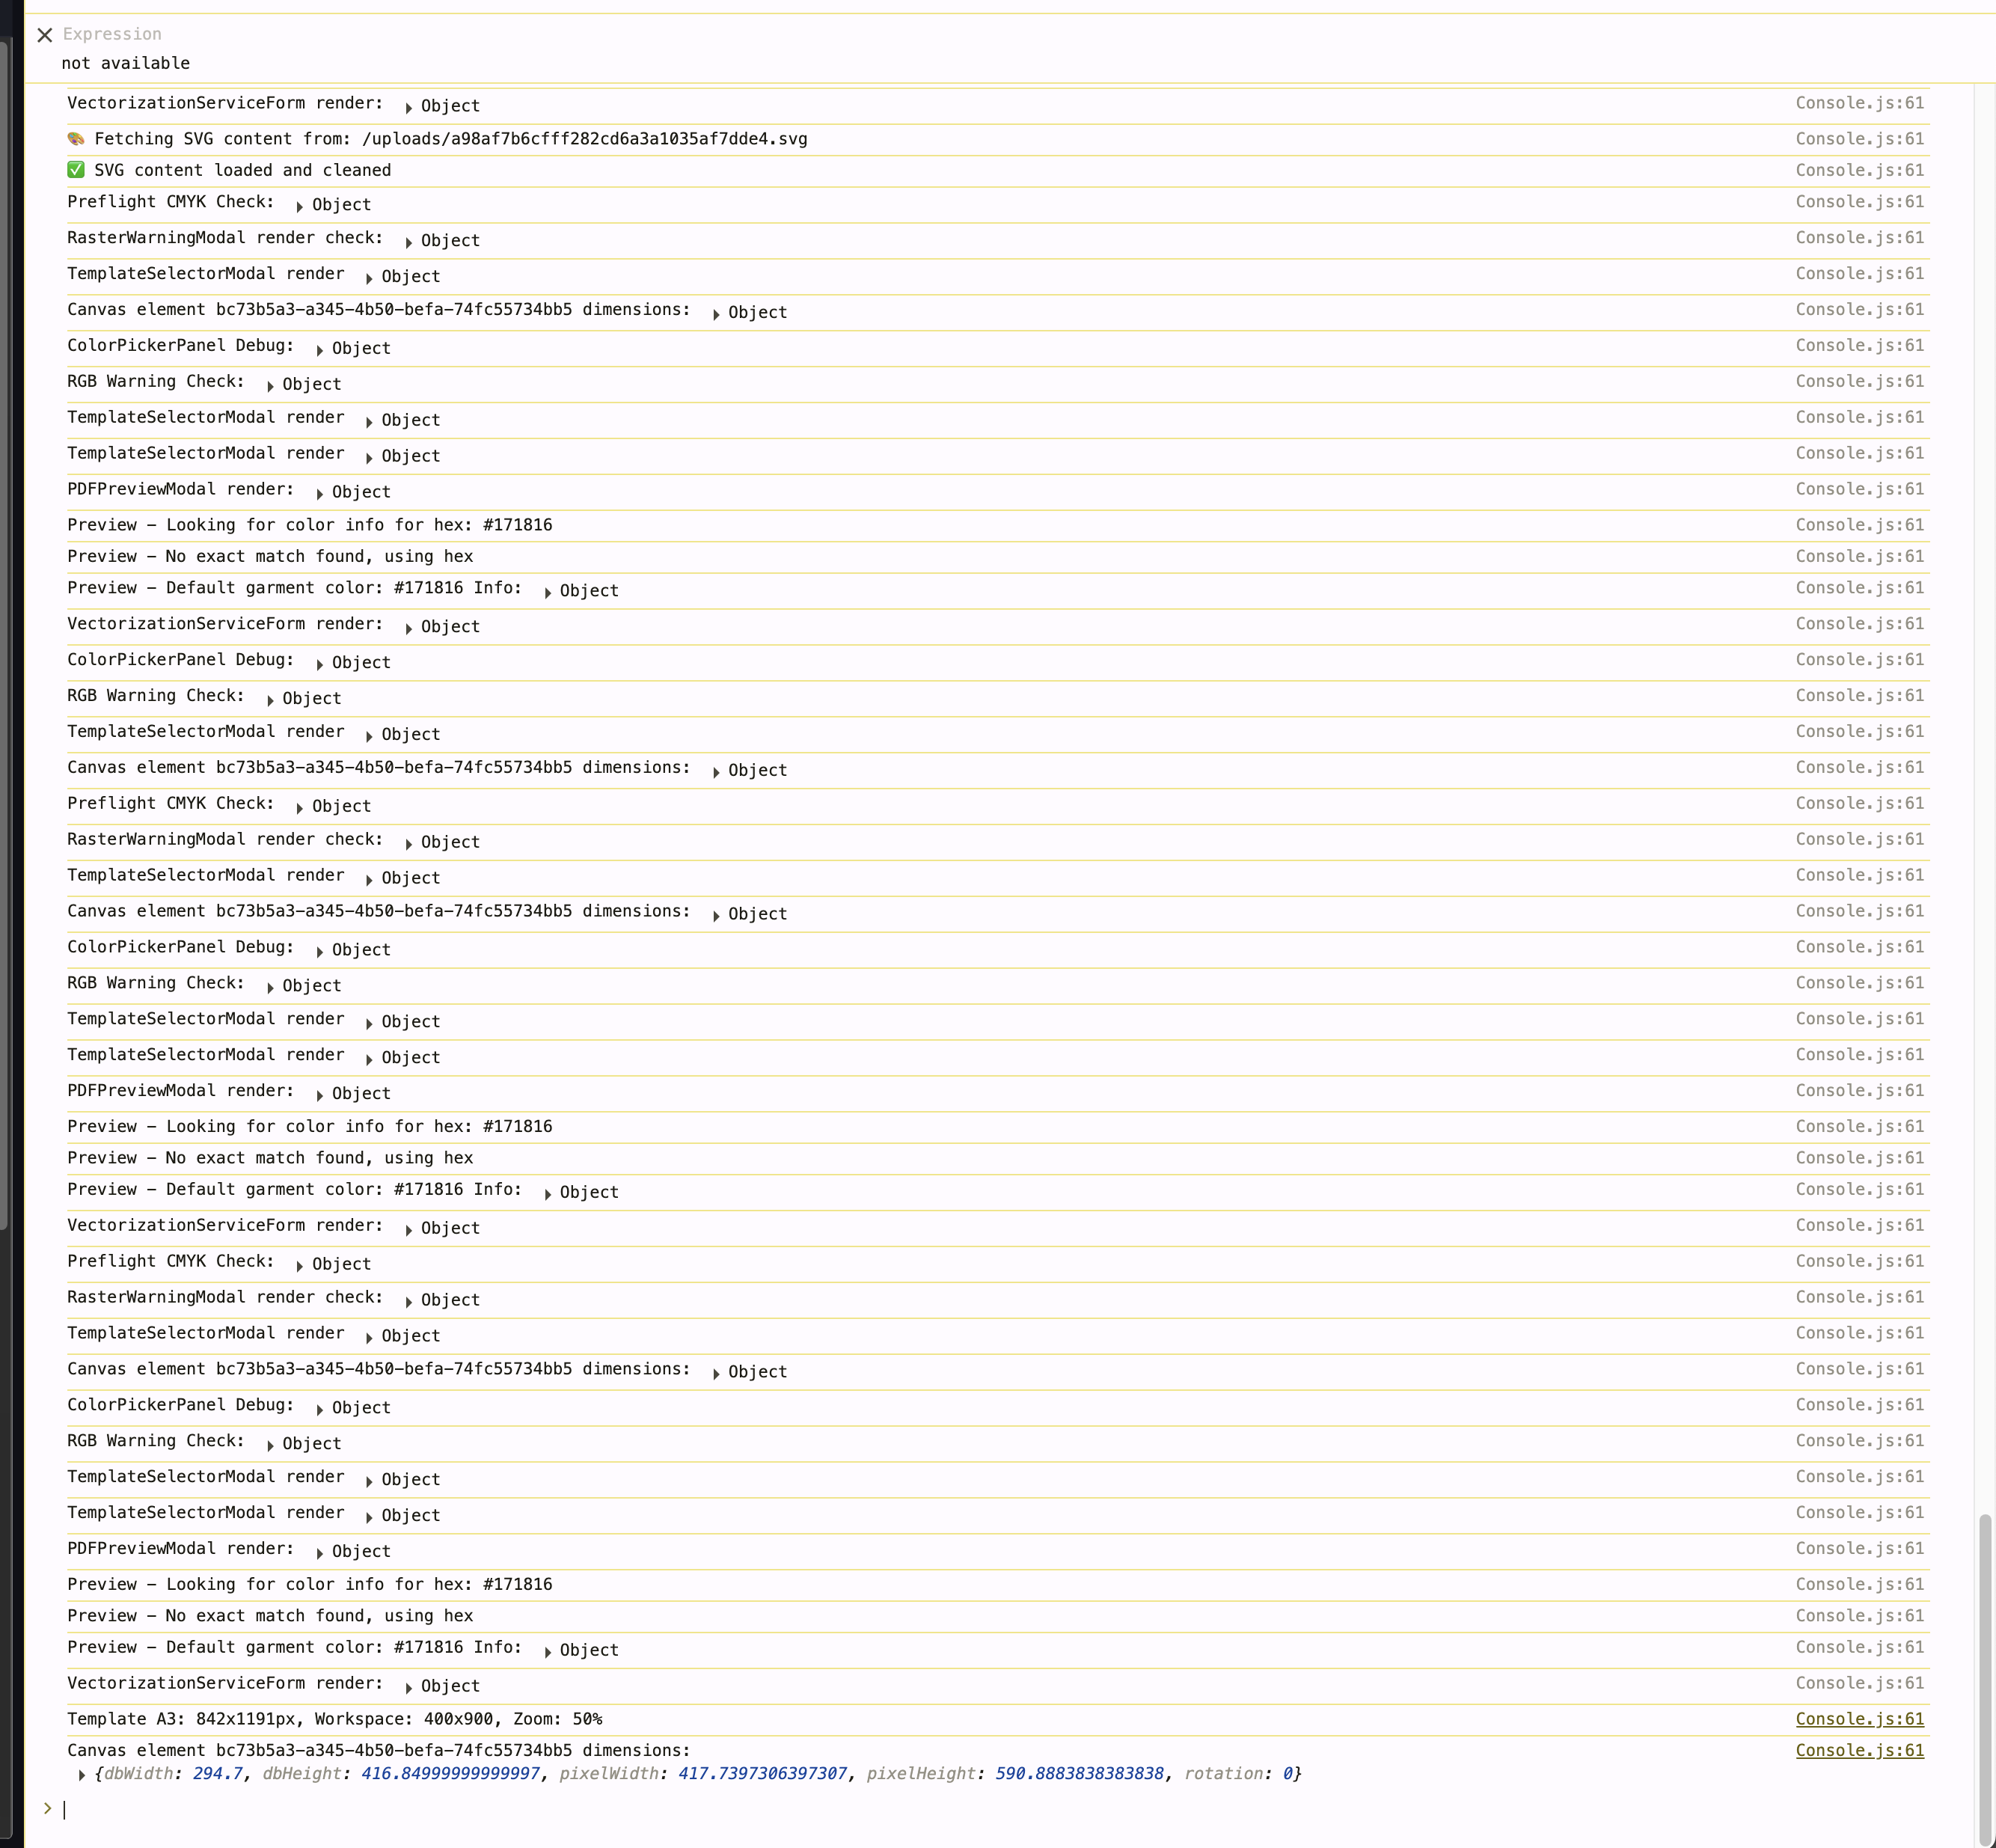 Expression
not available
VectorizationServiceForm render: Object Console.js:61
🎨 Fetching SVG content from: /uploads/a98af7b6cfff282cd6a3a1035af7dde4.svg Console.js:61
✅ SVG content loaded and cleaned Console.js:61
Preflight CMYK Check: Object Console.js:61
RasterWarningModal render check: Object Console.js:61
TemplateSelectorModal render Object Console.js:61
Canvas element bc73b5a3-a345-4b50-befa-74fc55734bb5 dimensions: Object Console.js:61
ColorPickerPanel Debug: Object Console.js:61
RGB Warning Check: Object Console.js:61
TemplateSelectorModal render Object Console.js:61
TemplateSelectorModal render Object Console.js:61
PDFPreviewModal render: Object Console.js:61
Preview – Looking for color info for hex: #171816 Console.js:61
Preview – No exact match found, using hex Console.js:61
Preview – Default garment color: #171816 Info: Object Console.js:61
VectorizationServiceForm render: Object Console.js:61
ColorPickerPanel Debug: Object Console.js:61
RGB Warning Check: Object Console.js:61
TemplateSelectorModal render Object Console.js:61
Canvas element bc73b5a3-a345-4b50-befa-74fc55734bb5 dimensions: Object Console.js:61
Preflight CMYK Check: Object Console.js:61
RasterWarningModal render check: Object Console.js:61
TemplateSelectorModal render Object Console.js:61
Canvas element bc73b5a3-a345-4b50-befa-74fc55734bb5 dimensions: Object Console.js:61
ColorPickerPanel Debug: Object Console.js:61
RGB Warning Check: Object Console.js:61
TemplateSelectorModal render Object Console.js:61
TemplateSelectorModal render Object Console.js:61
PDFPreviewModal render: Object Console.js:61
Preview – Looking for color info for hex: #171816 Console.js:61
Preview – No exact match found, using hex Console.js:61
Preview – Default garment color: #171816 Info: Object Console.js:61
VectorizationServiceForm render: Object Console.js:61
Preflight CMYK Check: Object Console.js:61
RasterWarningModal render check: Object Console.js:61
TemplateSelectorModal render Object Console.js:61
Canvas element bc73b5a3-a345-4b50-befa-74fc55734bb5 dimensions: Object Console.js:61
ColorPickerPanel Debug: Object Console.js:61
RGB Warning Check: Object Console.js:61
TemplateSelectorModal render Object Console.js:61
TemplateSelectorModal render Object Console.js:61
PDFPreviewModal render: Object Console.js:61
Preview – Looking for color info for hex: #171816 Console.js:61
Preview – No exact match found, using hex Console.js:61
Preview – Default garment color: #171816 Info: Object Console.js:61
VectorizationServiceForm render: Object Console.js:61
Template A3: 842x1191px, Workspace: 400x900, Zoom: 50% Console.js:61
Canvas element bc73b5a3-a345-4b50-befa-74fc55734bb5 dimensions: Console.js:61
{dbWidth: 294.7, dbHeight: 416.84999999999997, pixelWidth: 417.7397306397307, pixelHeight: 590.8883838383838, rotation: 0}